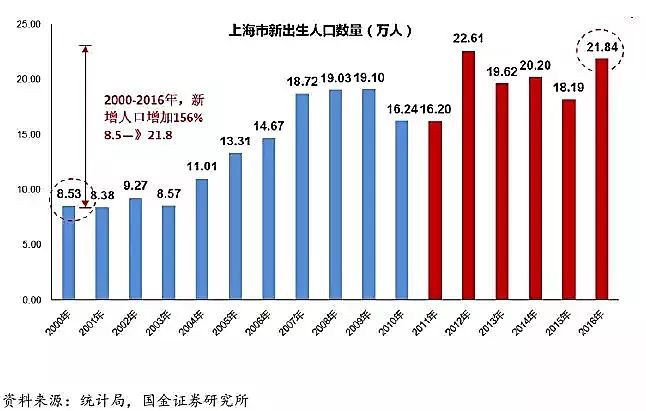 上海市新出生人口数量（万人）
25.00
20.00
15.00
10.00
5.00
0.00
2000-2016年，新
增人口增加156%
8.5—》21.8
8.53
8.38
9.27
8.57
11.01
13.31
14.67
18.72
19.03
19.10
16.24
16.20
22.61
19.62
20.20
18.19
21.84
2000年
2001年
2002年
2003年
2004年
2005年
2006年
2007年
2008年
2009年
2010年
2011年
2012年
2013年
2014年
2015年
2016年
资料来源：统计局，国金证券研究所